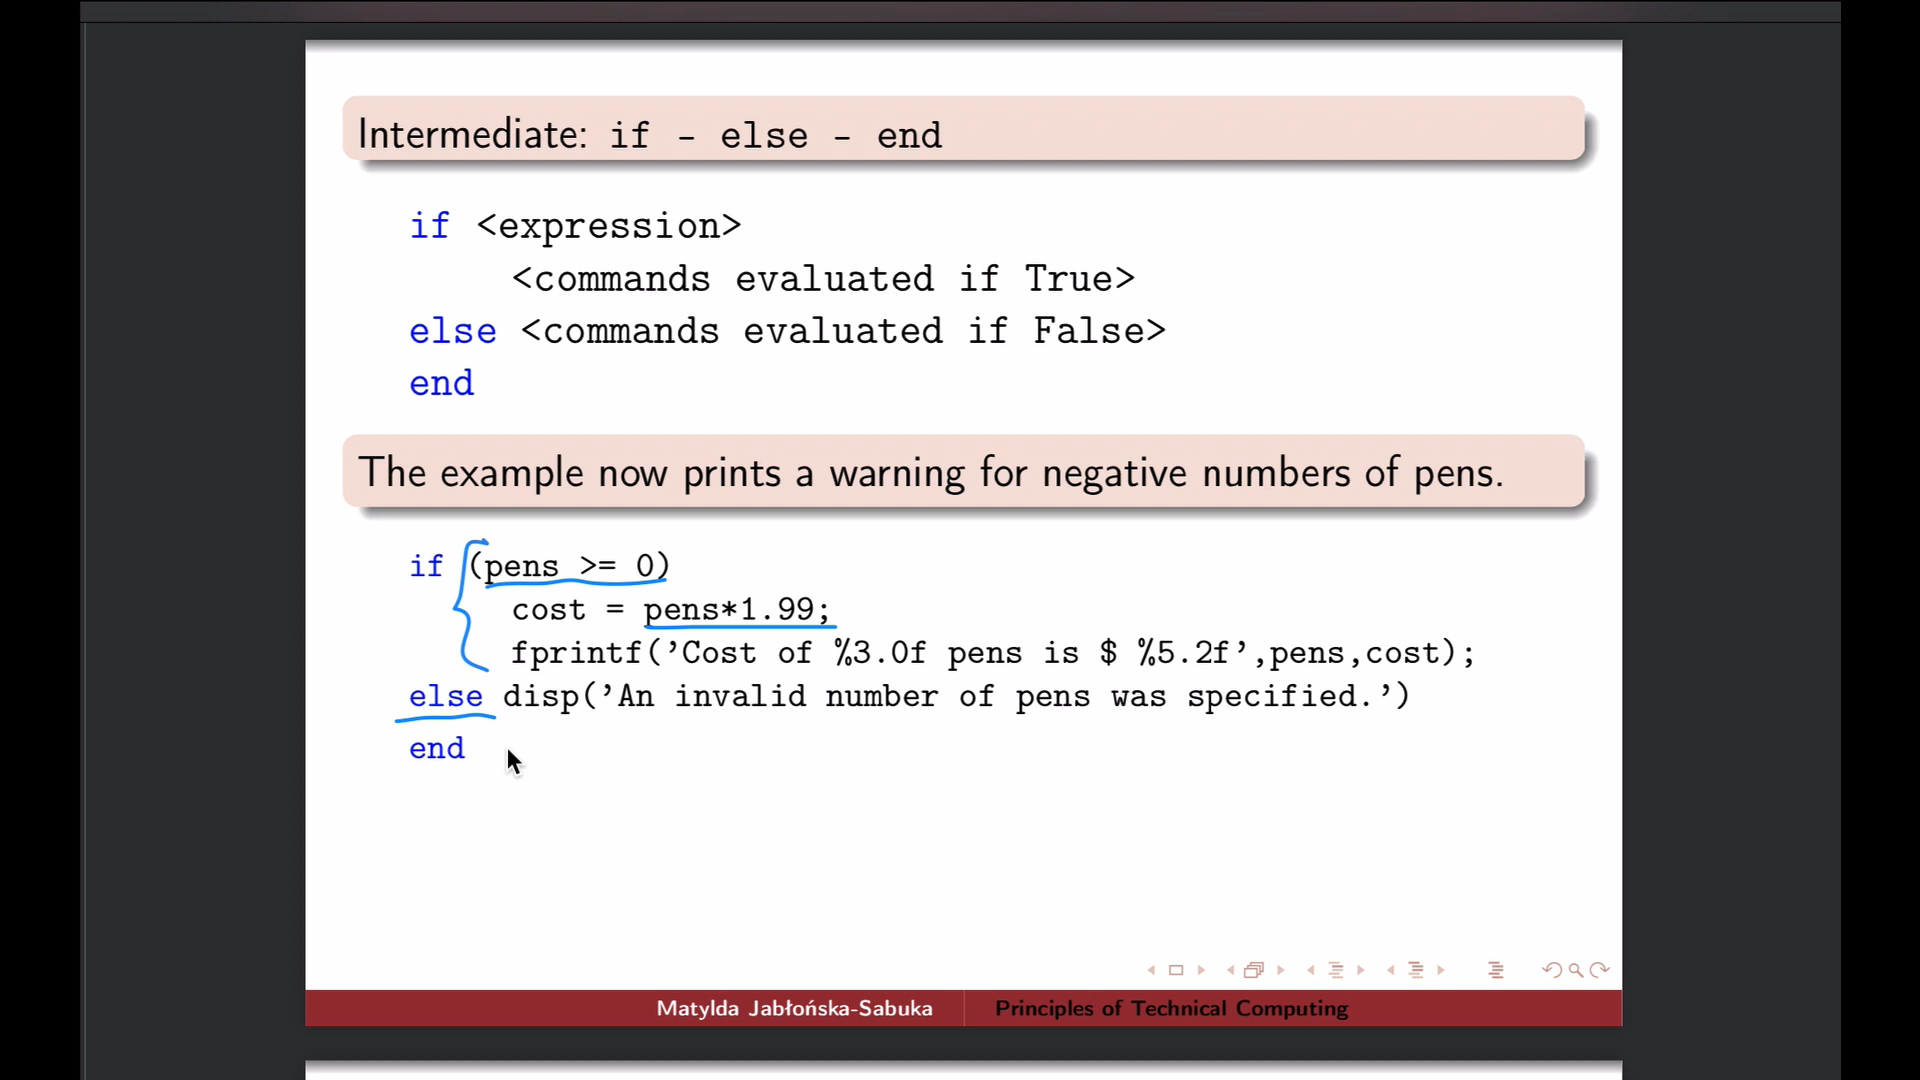 Intermediate: if - else - end
if <expression>
<commands evaluated if True>
else <commands evaluated if False>
end
The example now prints a warning for negative numbers of pens.
if (pens >= 0)
cost = pens*1.99;
fprintf('Cost of %3.0f pens is $ %5.2f',pens,cost);
else disp('An invalid number of pens was specified.')
end
Matylda Jabłońska-Sabuka
Principles of Technical Computing